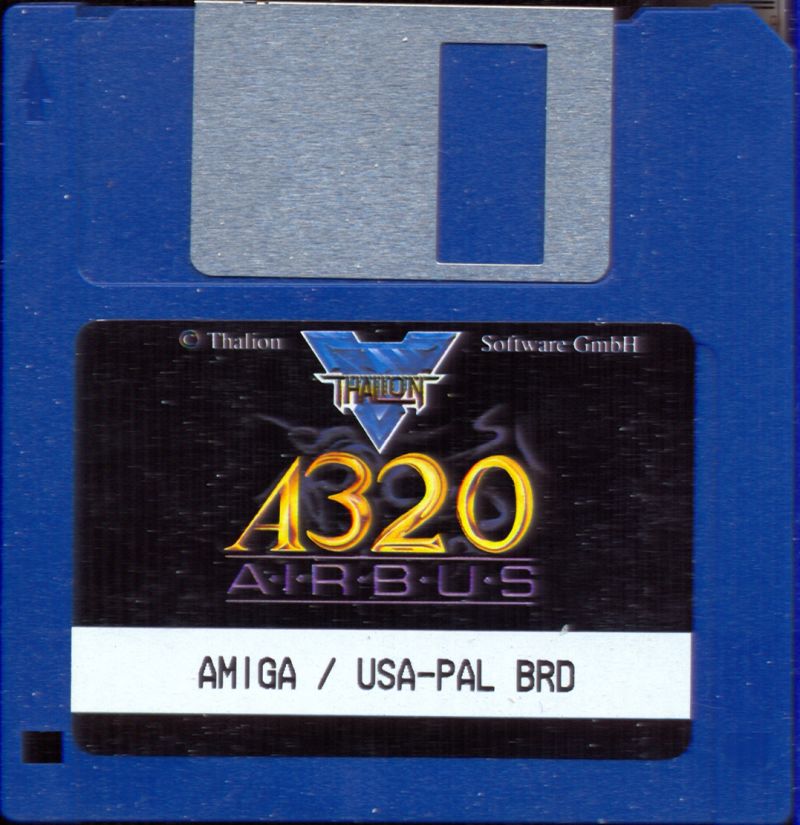 © Thalion Software GmbH
THALION
A320
A·I·R·B·U·S
AMIGA / USA-PAL BRD